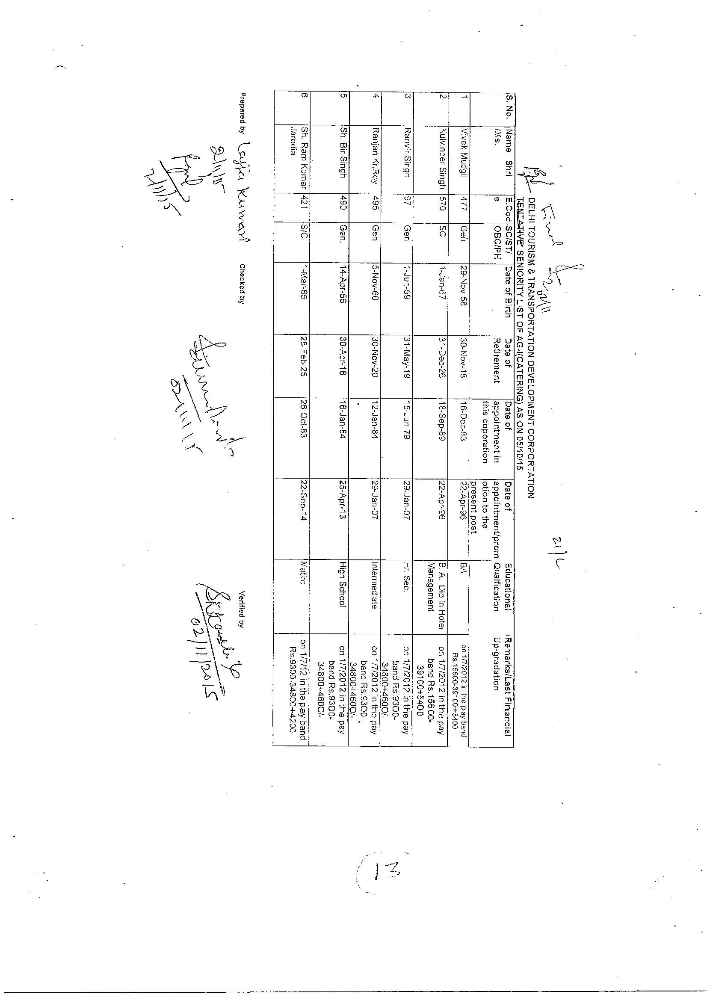 21/C
Final
02/11
DELHI TOURISM & TRANSPORTATION DEVELOPMENT CORPORTATION
TENTATIVE SENIORITY LIST OF AG-I(CATERING) AS ON 05/10/15
S. No. Name Shri /Ms. E.Cod e SC/ST/ OBC/PH Date of Birth Date of Retirement Date of appointment in this coporation Date of appointment/prom otion to the present post Educational Qualfication Remarks/Last Financial Up-gradation
1 Vivek Mudgil 477 Gen 29-Nov-58 30-Nov-18 16-Dec-83 22-Apr-96 BA on 1/7/2012 in the pay band Rs.15600-39100+5400
2 Kulvinder Singh 570 SC 1-Jan-67 31-Dec-26 18-Sep-89 22-Apr-96 B. A. Dip in Hotel Management on 1/7/2012 in the pay band Rs.15600-39100+5400
3 Ranvir Singh 97 Gen 1-Jun-59 31-May-19 15-Jun-79 29-Jan-07 Hr. Sec. on 1/7/2012 in the pay band Rs.9300-34800+4600/-
4 Ranjan Kr.Roy 495 Gen 5-Nov-60 30-Nov-20 12-Jan-84 29-Jan-07 Intermediate on 1/7/2012 in the pay band Rs.9300-34800+4600/-
5 Sh. Bir Singh 490 Gen. 14-Apr-56 30-Apr-16 16-Jan-84 25-Apr-13 High School on 1/7/2012 in the pay band Rs.9300-34800+4600/-
6 Sh. Ram Kumar Jarodia 421 S/C 1-Mar-65 28-Feb-25 26-Oct-83 22-Sep-14 Matirc on 1/7/12 in the pay band Rs.9300-34800+4200
Prepared by Lajja Kumari Checked by Verified by
2/11/15
2/11/15
02/11/15
02/11/2015
13